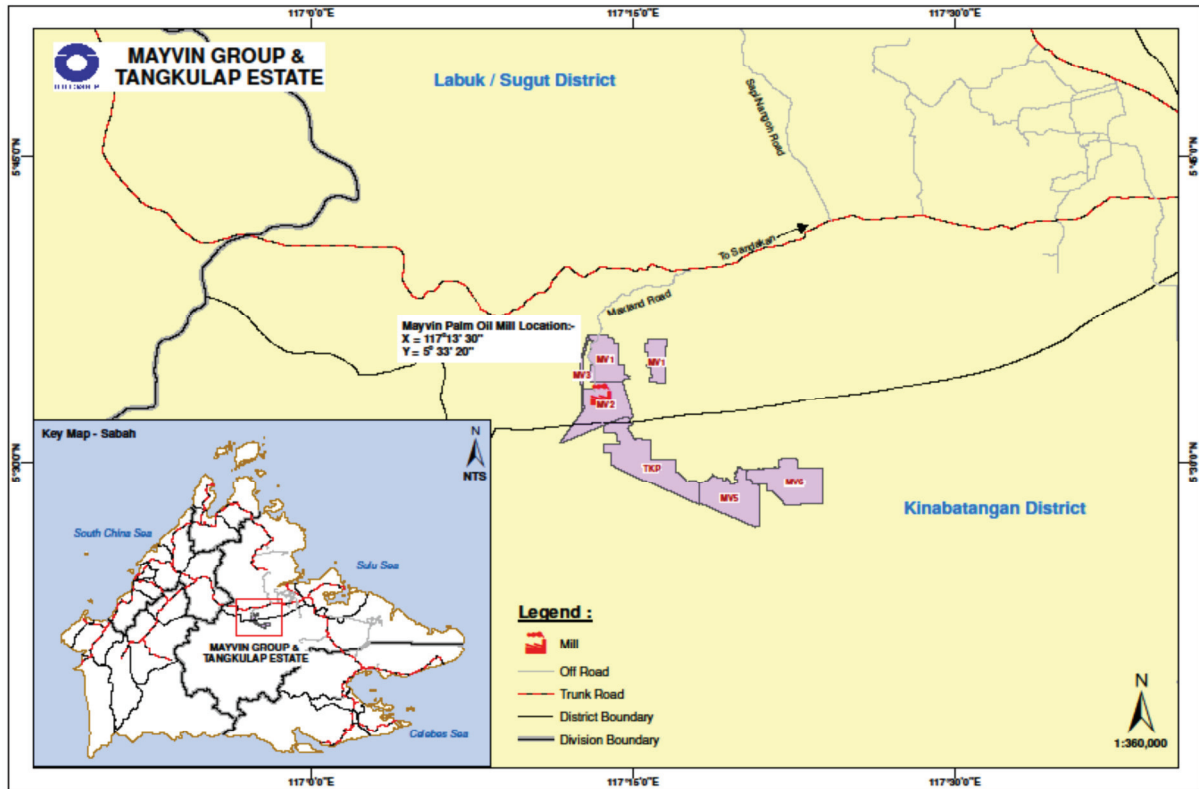 117°0'0"E
117°15'0"E
117°30'0"E
MAYVIN GROUP &
TANGKULAP ESTATE
Labuk / Sugut District
Sapi Nangoh Road
5°45'0"N
5°45'0"N
To Sandakan
Maxland Road
Mayvin Palm Oil Mill Location:-
X = 117°13' 30"
Y = 5° 33' 20"
MV1
MV1
MV3
MV2
5°30'0"N
5°30'0"N
TKP
MV5
MV6
Kinabatangan District
Key Map - Sabah
N
NTS
South China Sea
Sulu Sea
MAYVIN GROUP &
TANGKULAP ESTATE
Celebes Sea
Legend :
Mill
Off Road
Trunk Road
District Boundary
Division Boundary
N
1:360,000
117°0'0"E
117°15'0"E
117°30'0"E